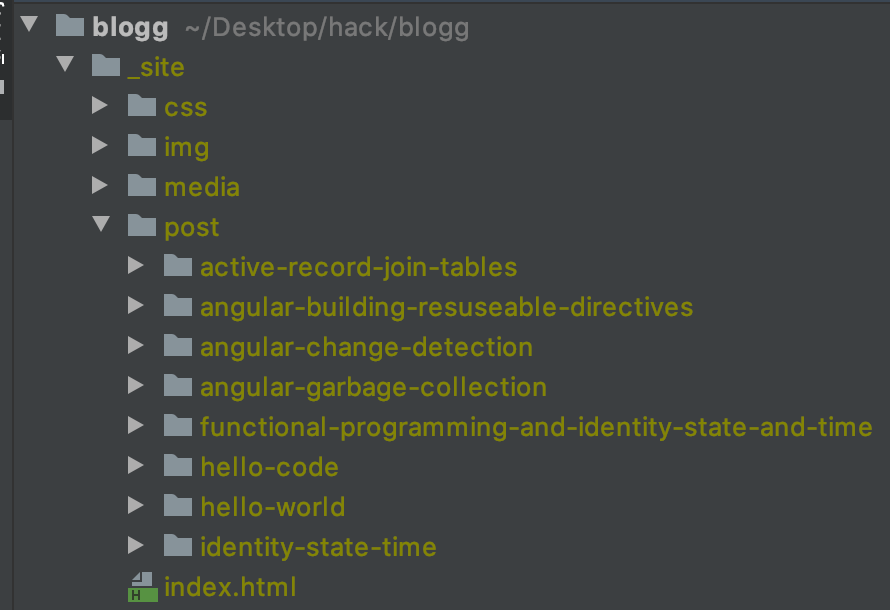 blogg ~/Desktop/hack/blogg
_site
css
img
media
post
active-record-join-tables
angular-building-resuseable-directives
angular-change-detection
angular-garbage-collection
functional-programming-and-identity-state-and-time
hello-code
hello-world
identity-state-time
H index.html